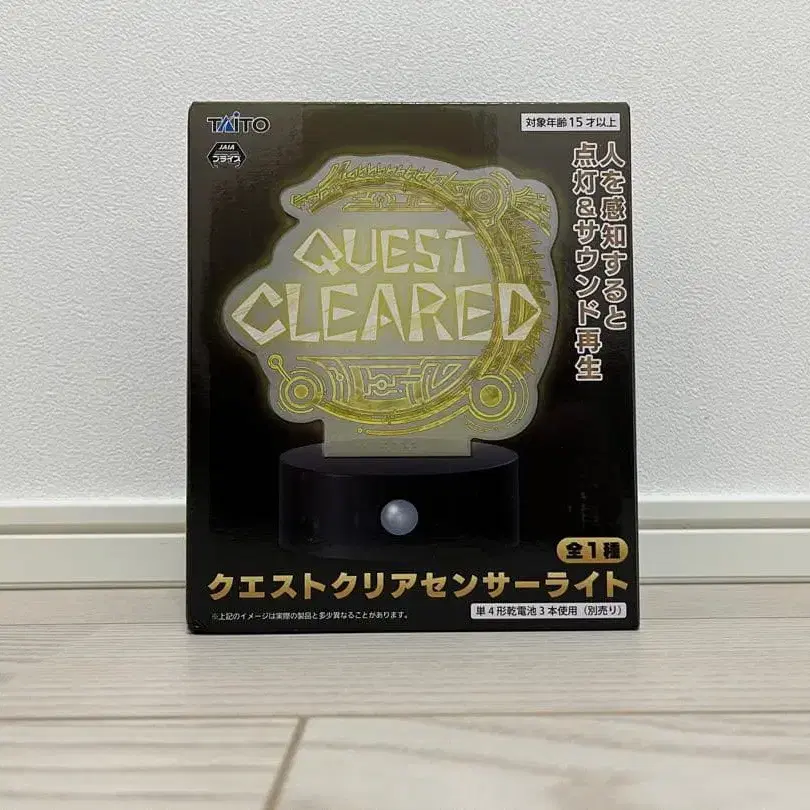 TAITO
JAIA
プライズ
対象年齢15才以上
人を感知すると
点灯&サウンド再生
QUEST
CLEARED
全1種
クエストクリアセンサーライト
※上記のイメージは実際の製品と多少異なることがあります。
単4形乾電池3本使用(別売り)